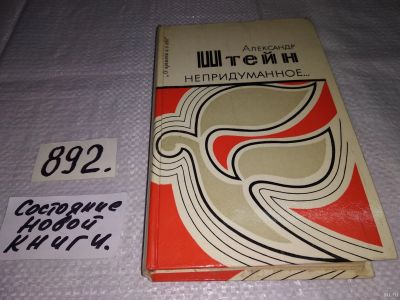 Александр
Штейн
НЕПРИДУМАННОЕ...
892.
Состояние
новой
книги.